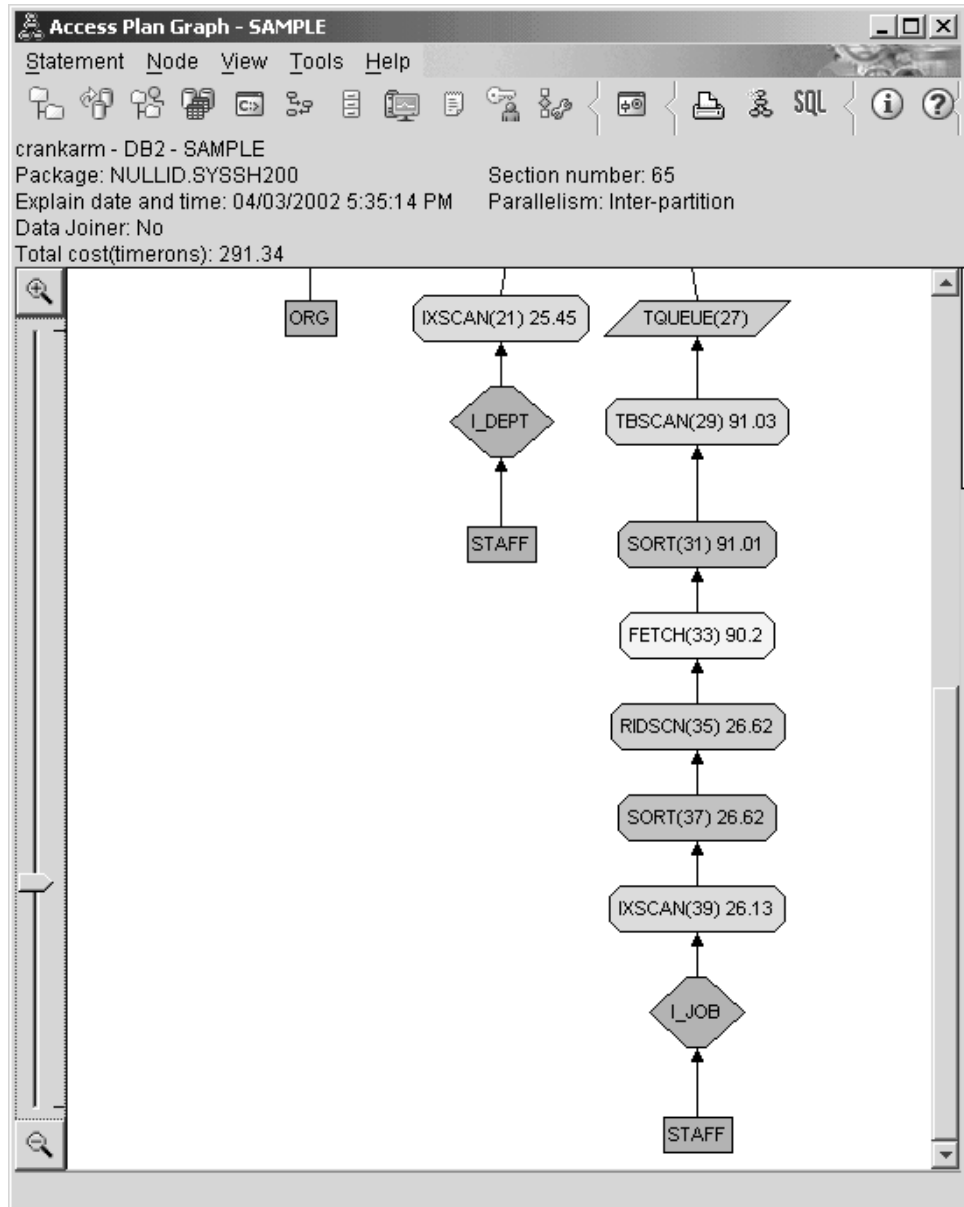 Access Plan Graph - SAMPLE
Statement Node View Tools Help
C:> SQL i ?
crankarm - DB2 - SAMPLE
Package: NULLID.SYSSH200 Section number: 65
Explain date and time: 04/03/2002 5:35:14 PM Parallelism: Inter-partition
Data Joiner: No
Total cost(timerons): 291.34
ORG IXSCAN(21) 25.45 TQUEUE(27)
I_DEPT TBSCAN(29) 91.03
STAFF SORT(31) 91.01
FETCH(33) 90.2
RIDSCN(35) 26.62
SORT(37) 26.62
IXSCAN(39) 26.13
I_JOB
STAFF